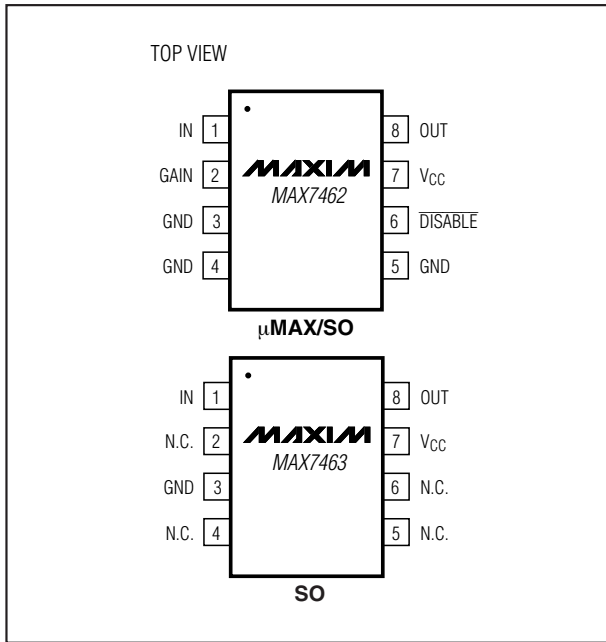 TOP VIEW
IN 1
8 OUT
GAIN 2
MAXIM
7 VCC
MAX7462
GND 3
6 DISABLE
GND 4
5 GND
µMAX/SO
IN 1
8 OUT
N.C. 2
MAXIM
7 VCC
MAX7463
GND 3
6 N.C.
N.C. 4
5 N.C.
SO